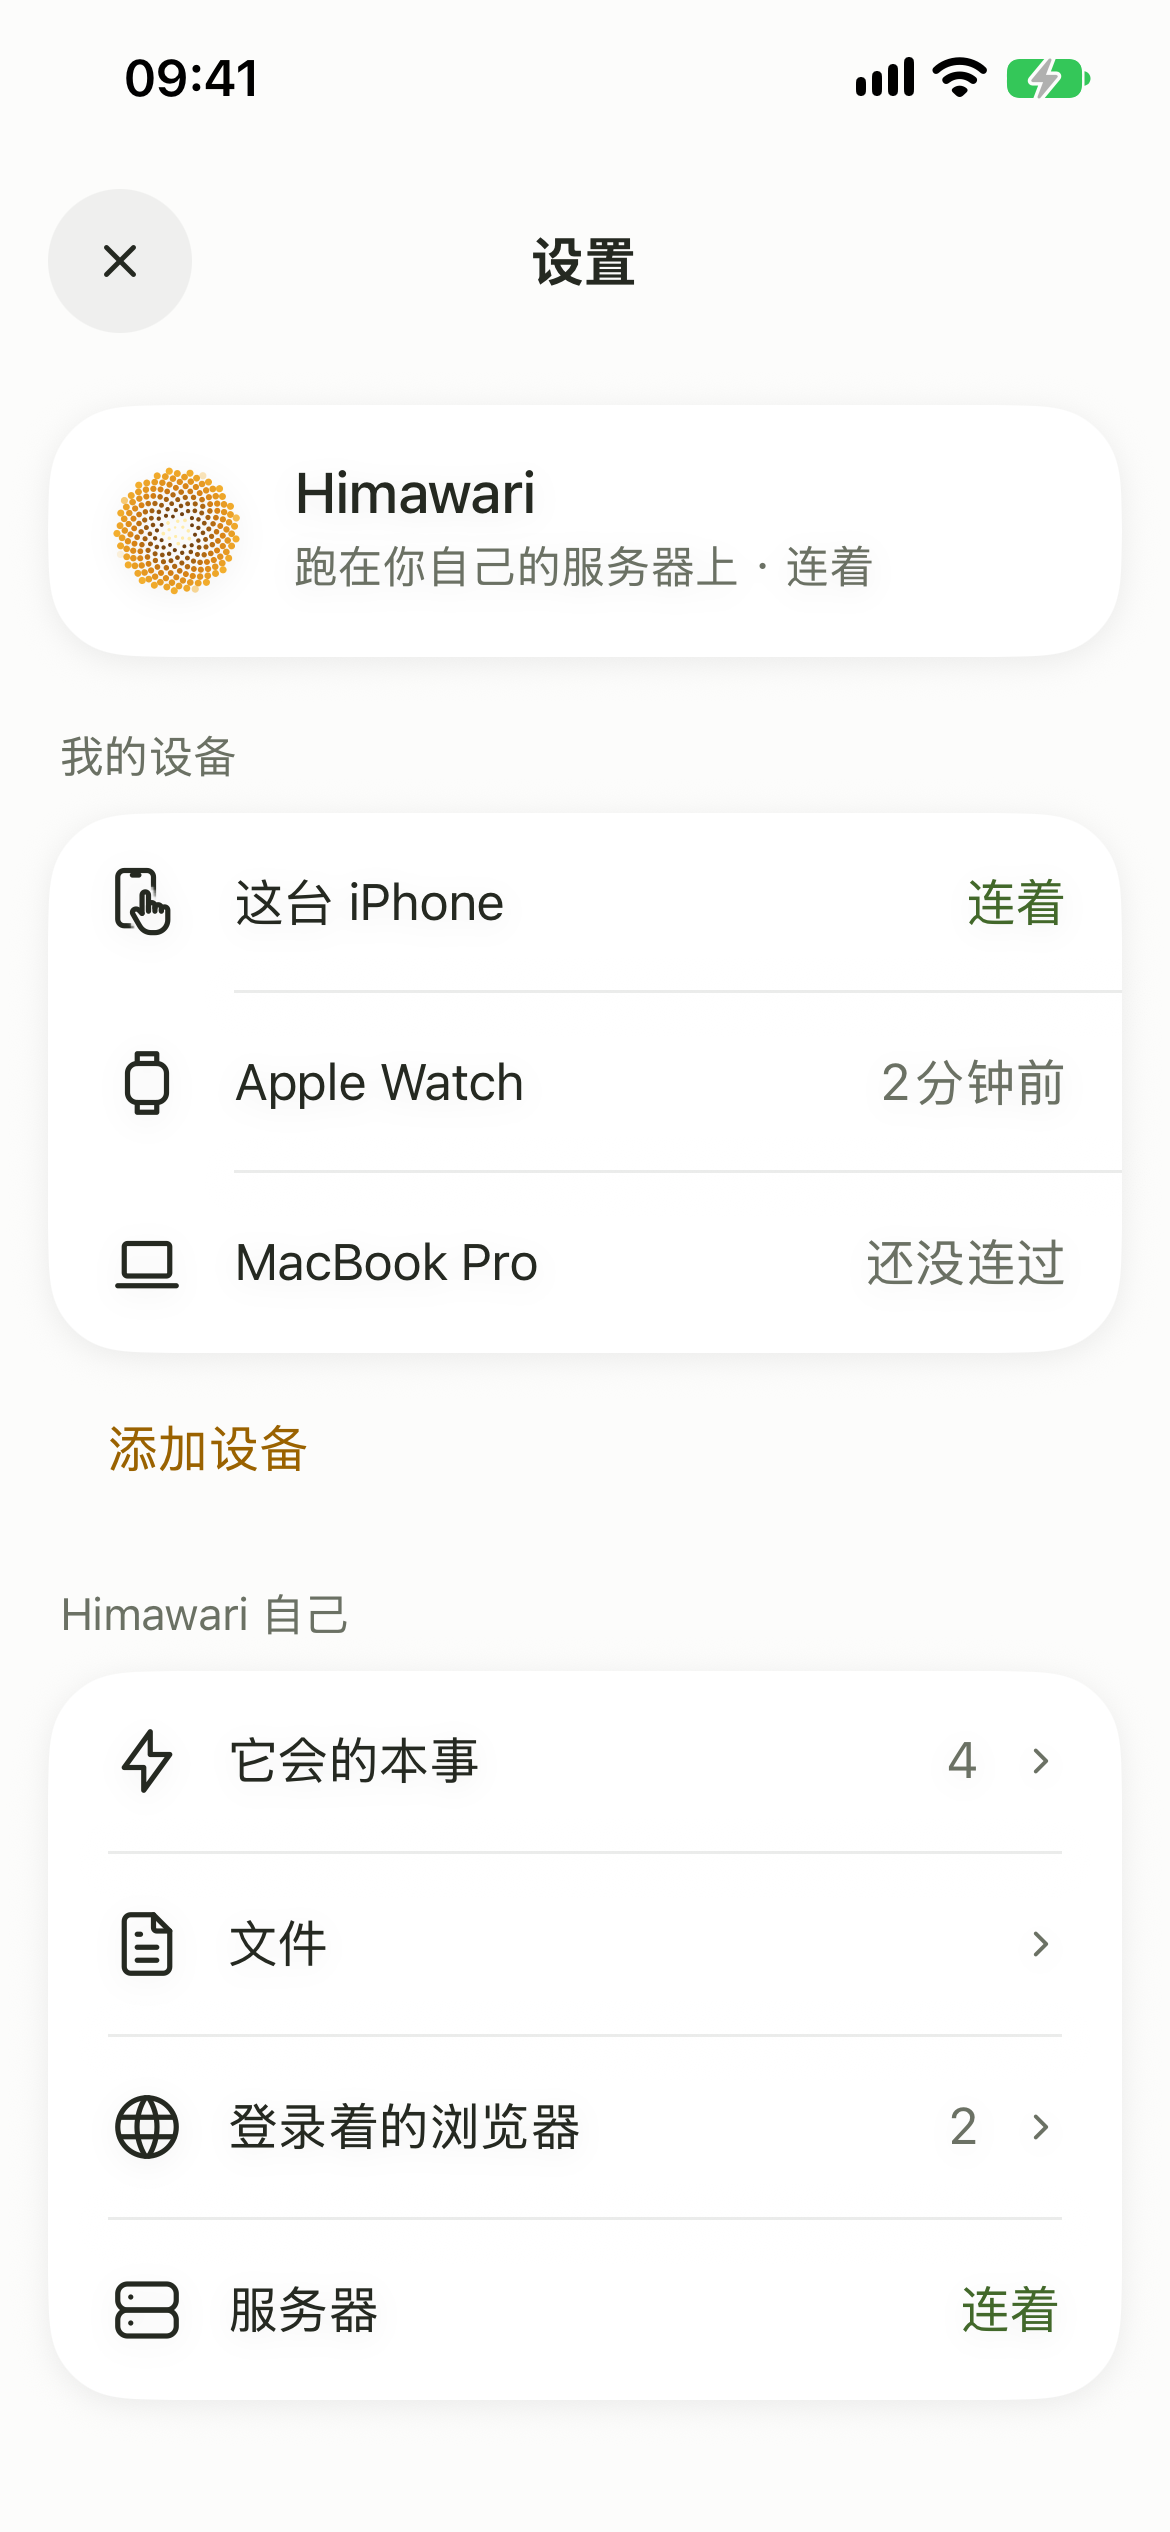 09:41
设置
Himawari
跑在你自己的服务器上 · 连着
我的设备
这台 iPhone
连着
Apple Watch
2分钟前
MacBook Pro
还没连过
添加设备
Himawari 自己
它会的本事
4
文件
登录着的浏览器
2
服务器
连着